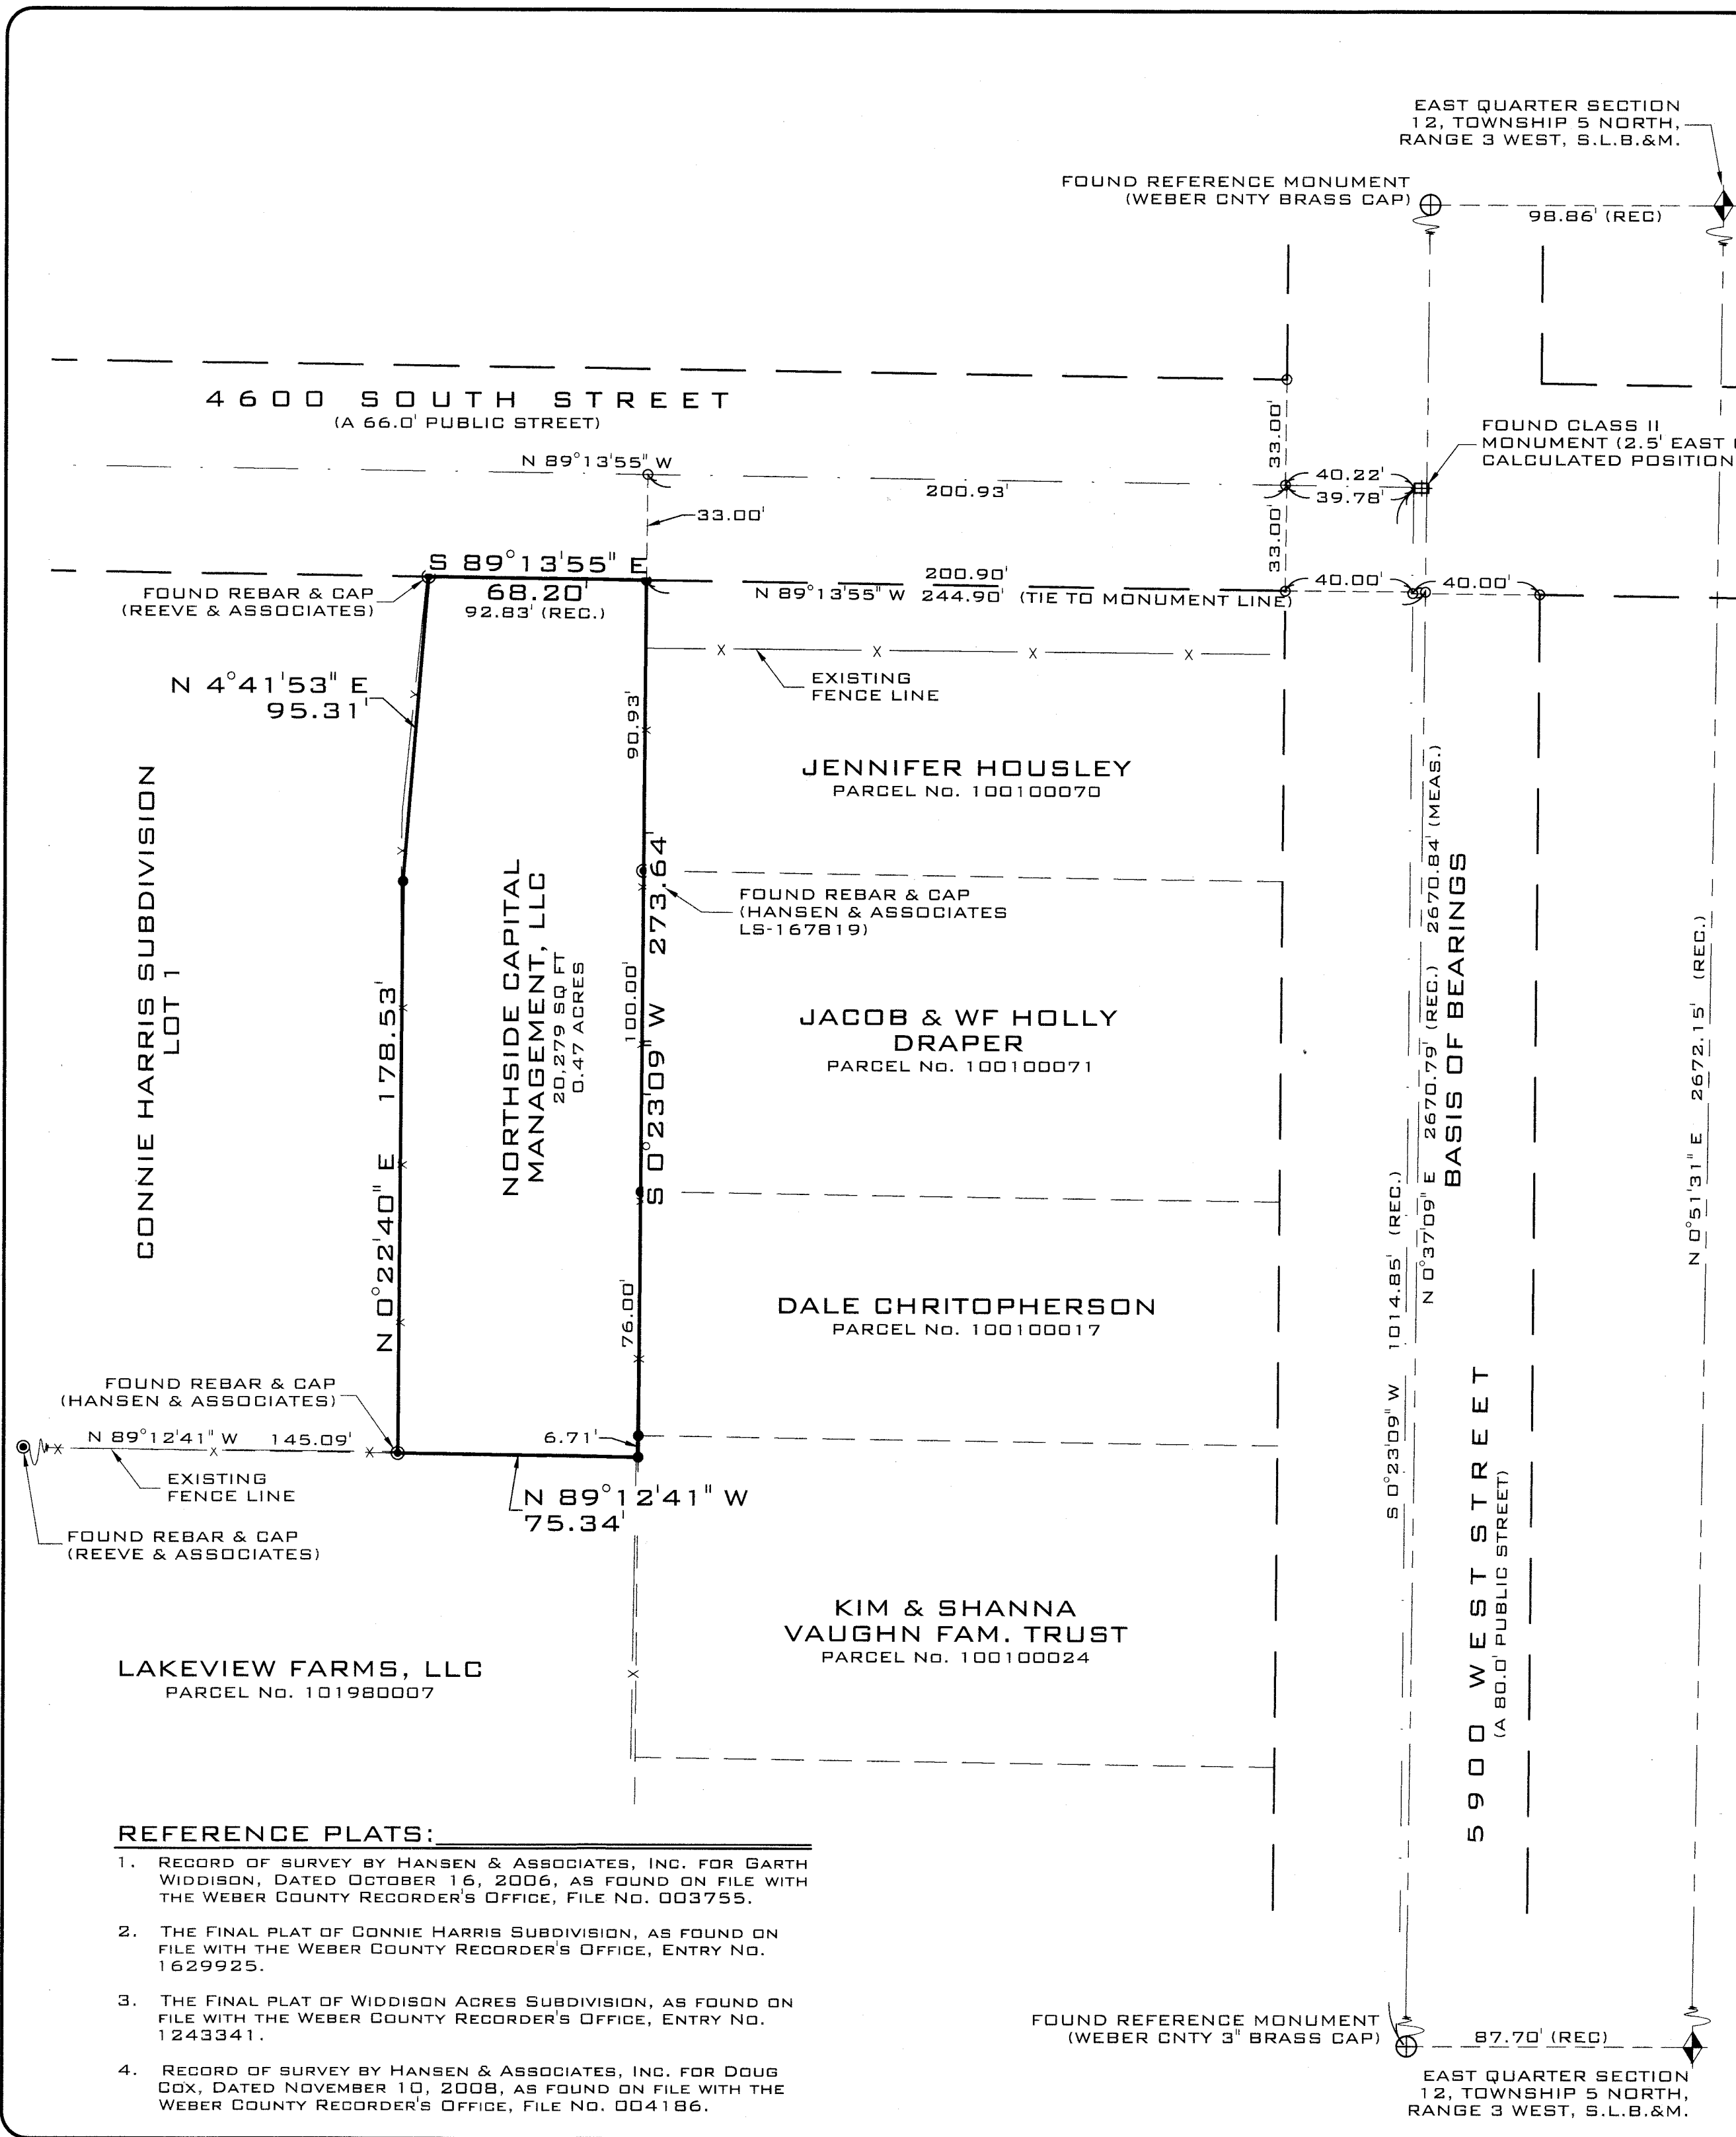 EAST QUARTER SECTION
12, TOWNSHIP 5 NORTH,
RANGE 3 WEST, S.L.B.&M.
FOUND REFERENCE MONUMENT
(WEBER CNTY BRASS CAP)
98.86' (REC)
4600 SOUTH STREET
(A 66.0' PUBLIC STREET)
N 89°13'55" W
200.93'
33.00'
33.00'
33.00'
40.22'
39.78'
FOUND CLASS II
MONUMENT (2.5' EAST
CALCULATED POSITION
S 89°13'55" E
68.20'
92.83' (REC.)
FOUND REBAR & CAP
(REEVE & ASSOCIATES)
200.90'
N 89°13'55" W 244.90' (TIE TO MONUMENT LINE)
40.00'
40.00'
EXISTING
FENCE LINE
N 4°41'53" E
95.31'
90.93'
JENNIFER HOUSLEY
PARCEL No. 100100070
CONNIE HARRIS SUBDIVISION
LOT 1
NORTHSIDE CAPITAL
MANAGEMENT, LLC
20,279 SQ FT
0.47 ACRES
FOUND REBAR & CAP
(HANSEN & ASSOCIATES
LS-167819)
S 0°23'09" W 273.64'
100.00'
N 0°22'40" E 178.53'
JACOB & WF HOLLY
DRAPER
PARCEL No. 100100071
76.00'
DALE CHRITOPHERSON
PARCEL No. 100100017
S 0°23'09" W 1014.85' (REC.)
N 0°37'09" E 2670.79' (REC.) 2670.84' (MEAS.)
BASIS OF BEARINGS
N 0°51'31" E 2672.15' (REC.)
5900 WEST STREET
(A 80.0' PUBLIC STREET)
FOUND REBAR & CAP
(HANSEN & ASSOCIATES)
N 89°12'41" W 145.09'
6.71'
EXISTING
FENCE LINE
N 89°12'41" W
75.34'
FOUND REBAR & CAP
(REEVE & ASSOCIATES)
KIM & SHANNA
VAUGHN FAM. TRUST
PARCEL No. 100100024
LAKEVIEW FARMS, LLC
PARCEL No. 101980007
REFERENCE PLATS:
1. RECORD OF SURVEY BY HANSEN & ASSOCIATES, INC. FOR GARTH
WIDDISON, DATED OCTOBER 16, 2006, AS FOUND ON FILE WITH
THE WEBER COUNTY RECORDER'S OFFICE, FILE NO. 003755.
2. THE FINAL PLAT OF CONNIE HARRIS SUBDIVISION, AS FOUND ON
FILE WITH THE WEBER COUNTY RECORDER'S OFFICE, ENTRY NO.
1629925.
3. THE FINAL PLAT OF WIDDISON ACRES SUBDIVISION, AS FOUND ON
FILE WITH THE WEBER COUNTY RECORDER'S OFFICE, ENTRY NO.
1243341.
4. RECORD OF SURVEY BY HANSEN & ASSOCIATES, INC. FOR DOUG
COX, DATED NOVEMBER 10, 2008, AS FOUND ON FILE WITH THE
WEBER COUNTY RECORDER'S OFFICE, FILE NO. 004186.
FOUND REFERENCE MONUMENT
(WEBER CNTY 3" BRASS CAP)
87.70' (REC)
EAST QUARTER SECTION
12, TOWNSHIP 5 NORTH,
RANGE 3 WEST, S.L.B.&M.